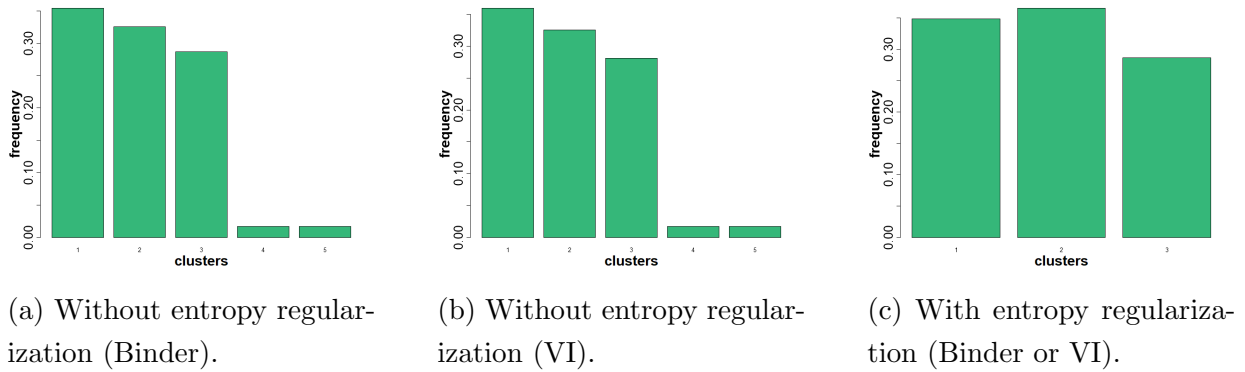 frequency
0.00 0.10 0.20 0.30
1 2 3 4 5
clusters
frequency
0.00 0.10 0.20 0.30
1 2 3 4 5
clusters
frequency
0.00 0.10 0.20 0.30
1 2 3
clusters
(a) Without entropy regular-
ization (Binder).
(b) Without entropy regular-
ization (VI).
(c) With entropy regulariza-
tion (Binder or VI).